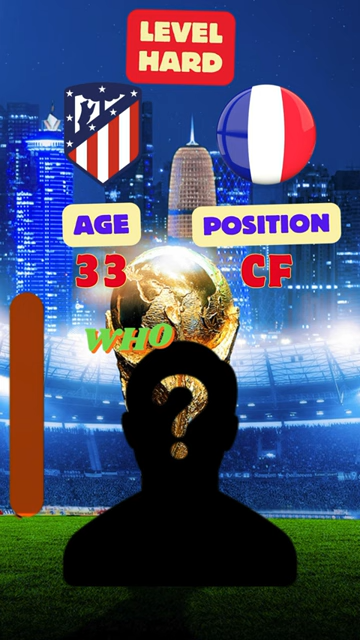 LEVEL
HARD
AGE
POSITION
33
CF
WHO
?